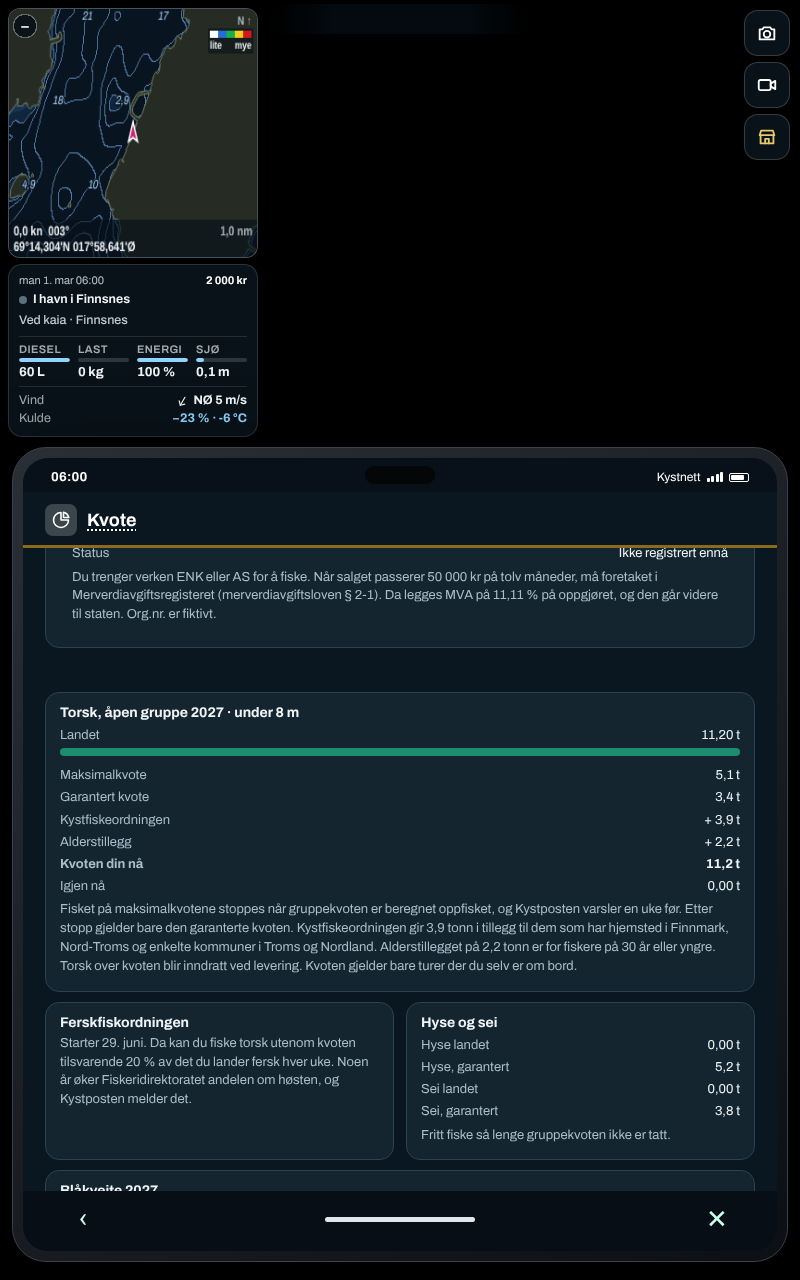 21
17
N ↑
lite mye
18
2,9
4,9
10
0,0 kn 003°
1,0 nm
69°14,304'N 017°58,641'Ø
man 1. mar 06:00
2 000 kr
I havn i Finnsnes
Ved kaia · Finnsnes
DIESEL LAST ENERGI SJØ
60 L 0 kg 100 % 0,1 m
Vind ↙ NØ 5 m/s
Kulde −23 % · -6 °C
06:00
Kystnett
Kvote
Status Ikke registrert ennå
Du trenger verken ENK eller AS for å fiske. Når salget passerer 50 000 kr på tolv måneder, må foretaket i
Merverdiavgiftsregisteret (merverdiavgiftsloven § 2-1). Da legges MVA på 11,11 % på oppgjøret, og den går videre
til staten. Org.nr. er fiktivt.
Torsk, åpen gruppe 2027 · under 8 m
Landet 11,20 t
Maksimalkvote 5,1 t
Garantert kvote 3,4 t
Kystfiskeordningen + 3,9 t
Alderstillegg + 2,2 t
Kvoten din nå 11,2 t
Igjen nå 0,00 t
Fisket på maksimalkvotene stoppes når gruppekvoten er beregnet oppfisket, og Kystposten varsler en uke før. Etter
stopp gjelder bare den garanterte kvoten. Kystfiskeordningen gir 3,9 tonn i tillegg til dem som har hjemsted i Finnmark,
Nord-Troms og enkelte kommuner i Troms og Nordland. Alderstillegget på 2,2 tonn er for fiskere på 30 år eller yngre.
Torsk over kvoten blir inndratt ved levering. Kvoten gjelder bare turer der du selv er om bord.
Ferskfiskordningen
Starter 29. juni. Da kan du fiske torsk utenom kvoten
tilsvarende 20 % av det du lander fersk hver uke. Noen
år øker Fiskeridirektoratet andelen om høsten, og
Kystposten melder det.
Hyse og sei
Hyse landet 0,00 t
Hyse, garantert 5,2 t
Sei landet 0,00 t
Sei, garantert 3,8 t
Fritt fiske så lenge gruppekvoten ikke er tatt.
Blåkveite 2027